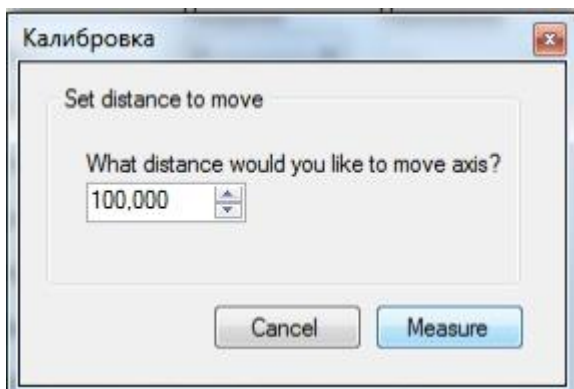 Калибровка
Set distance to move
What distance would you like to move axis?
100,000
Cancel
Measure